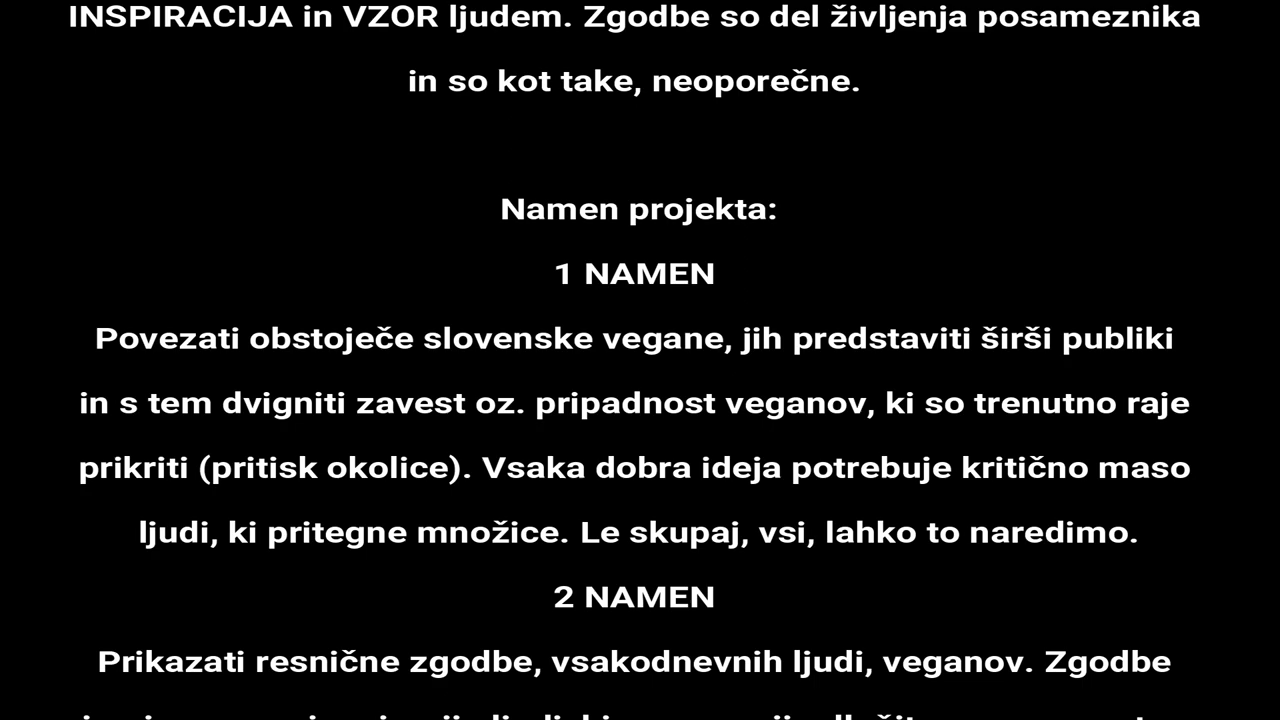 INSPIRACIJA in VZOR ljudem. Zgodbe so del življenja posameznika
in so kot take, neoporečne.
Namen projekta:
1 NAMEN
Povezati obstoječe slovenske vegane, jih predstaviti širši publiki
in s tem dvigniti zavest oz. pripadnost veganov, ki so trenutno raje
prikriti (pritisk okolice). Vsaka dobra ideja potrebuje kritično maso
ljudi, ki pritegne množice. Le skupaj, vsi, lahko to naredimo.
2 NAMEN
Prikazati resnične zgodbe, vsakodnevnih ljudi, veganov. Zgodbe